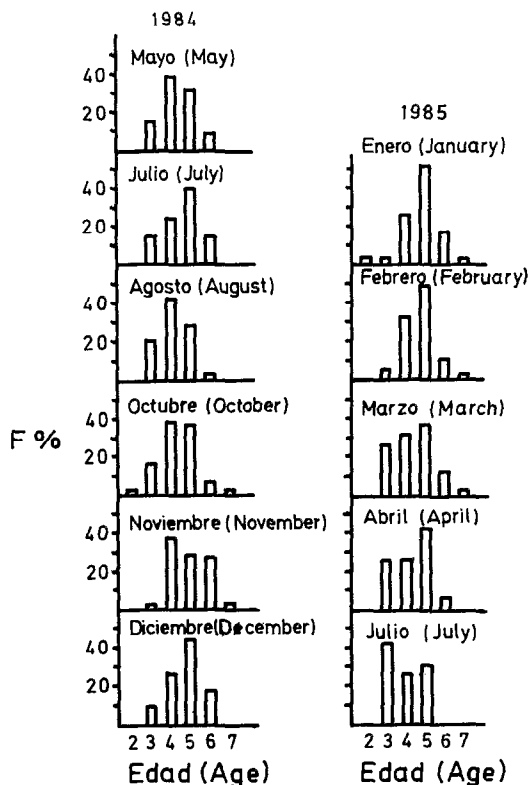 1984
Mayo (May)
40
20
Julio (July)
40
20
Agosto (August)
40
20
Octubre (October)
40
20
Noviembre (November)
40
20
Diciembre (December)
40
20
2 3 4 5 6 7
Edad (Age)
F %
1985
Enero (January)
Febrero (February)
Marzo (March)
Abril (April)
Julio (July)
2 3 4 5 6 7
Edad (Age)